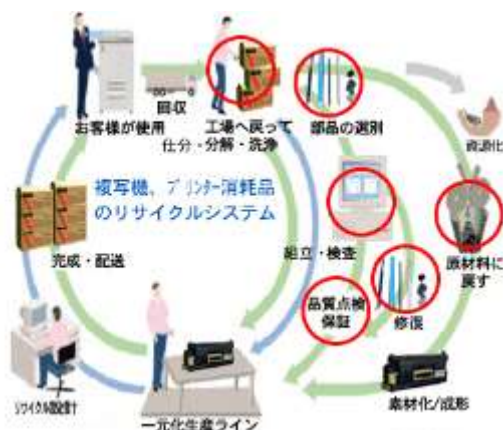 お客様が使用
回収
工場へ戻って
仕分・分解・洗浄
部品の選別
資源化
複写機、プリンター消耗品
のリサイクルシステム
完成・配送
組立・検査
原材料に
戻す
品質点検
保証
修復
リサイクル設計
一元化生産ライン
素材化/成形